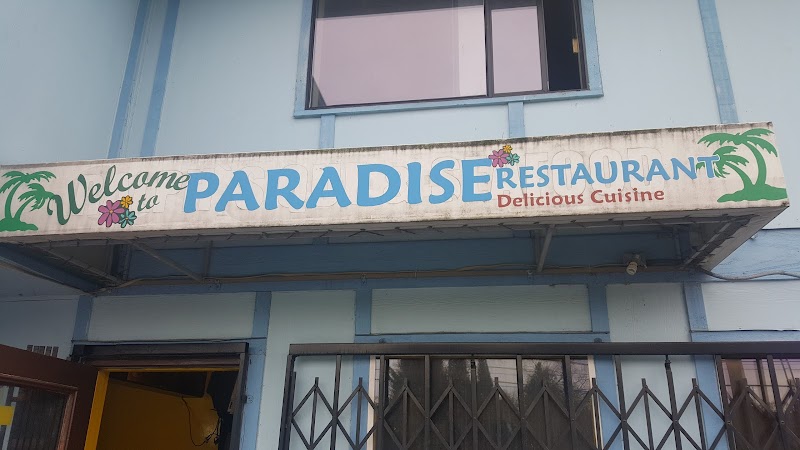 Welcome
to
PARADISE RESTAURANT
Delicious Cuisine